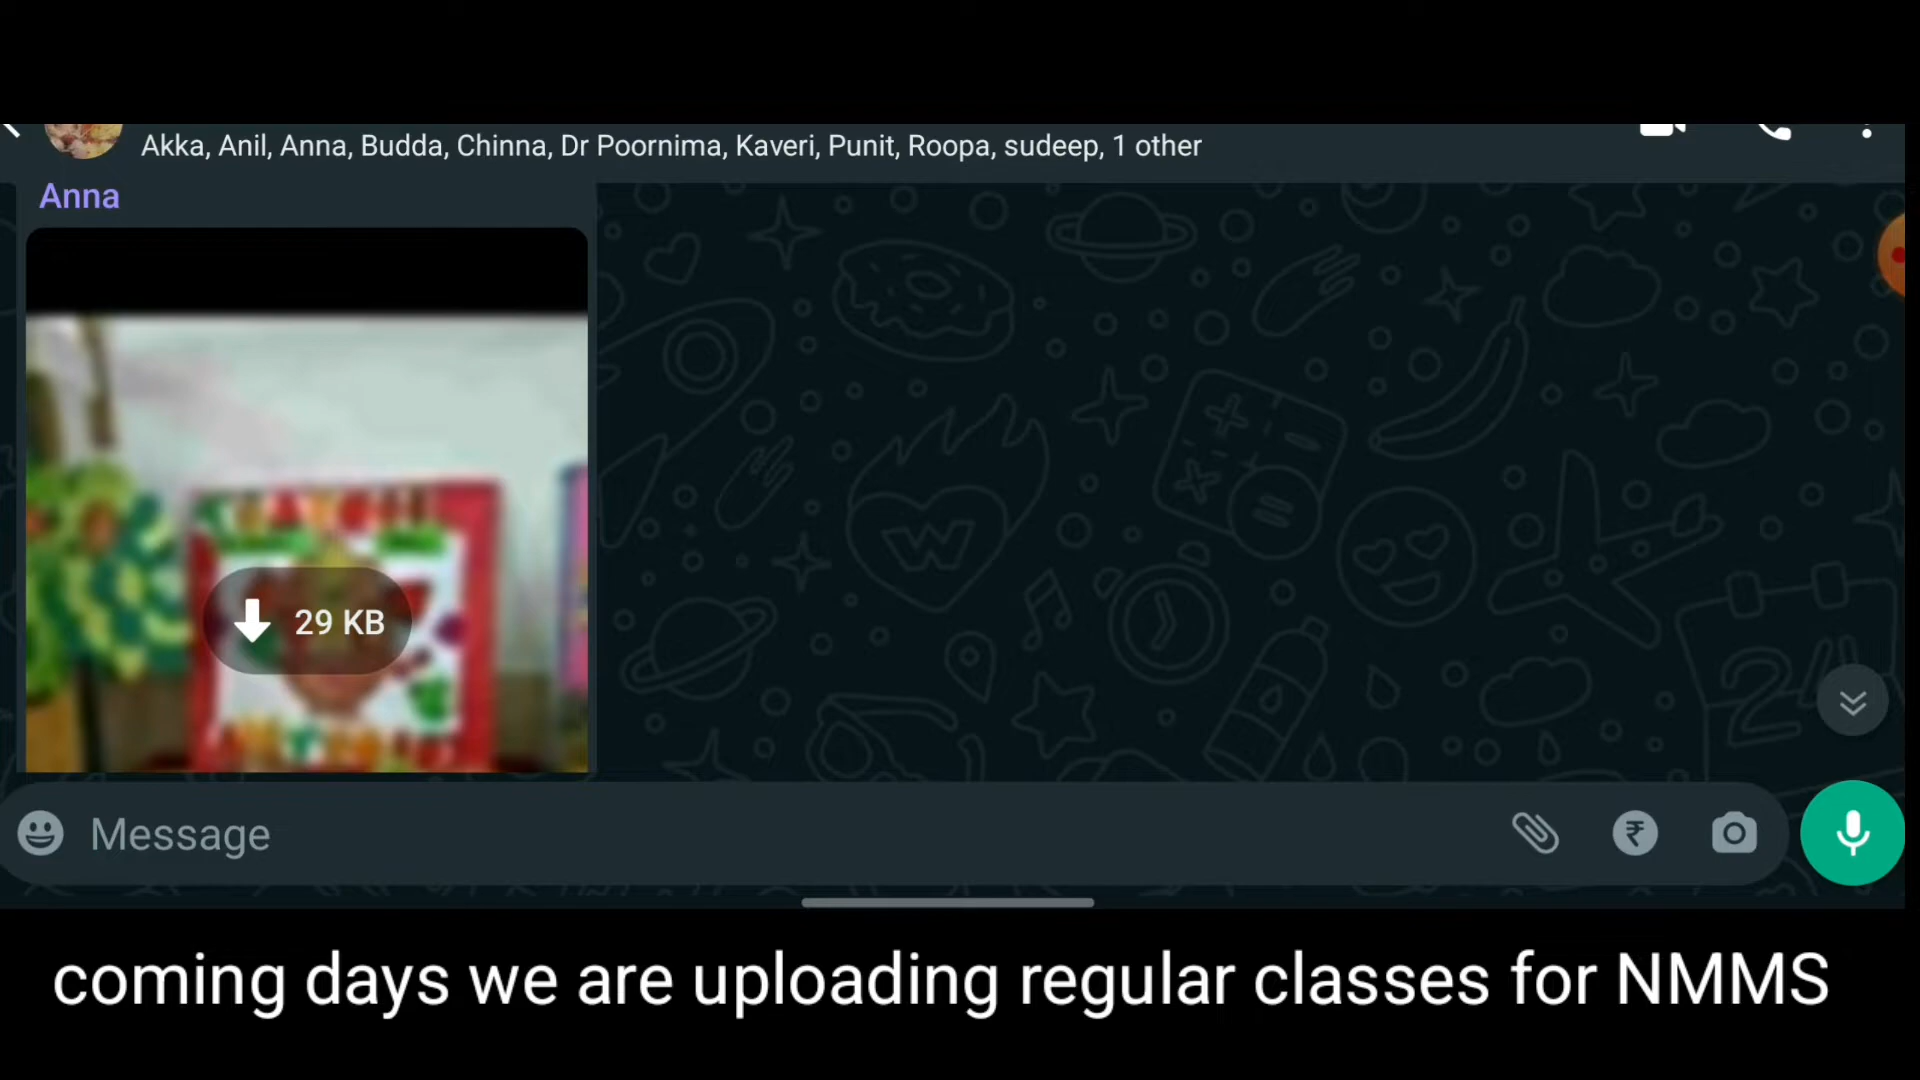 Akka, Anil, Anna, Budda, Chinna, Dr Poornima, Kaveri, Punit, Roopa, sudeep, 1 other
Anna
29 KB
Message
coming days we are uploading regular classes for NMMS